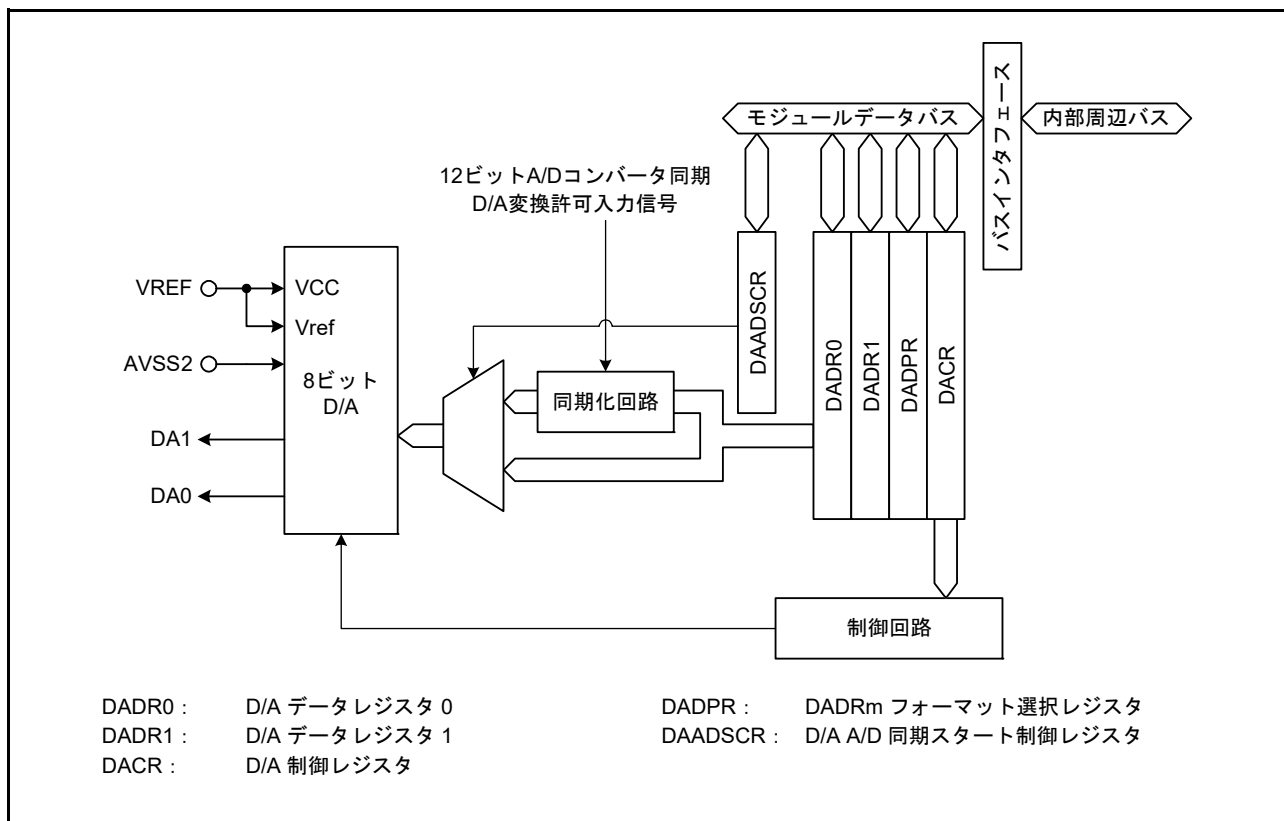 バスインタフェース
モジュールデータバス
内部周辺バス
12ビットA/Dコンバータ同期
D/A変換許可入力信号
VREF
VCC
Vref
AVSS2
8ビット
D/A
DA1
DA0
同期化回路
DAADSCR
DADR0
DADR1
DADPR
DACR
制御回路
DADR0： D/A データレジスタ 0
DADR1： D/A データレジスタ 1
DACR： D/A 制御レジスタ
DADPR： DADRm フォーマット選択レジスタ
DAADSCR： D/A A/D 同期スタート制御レジスタ